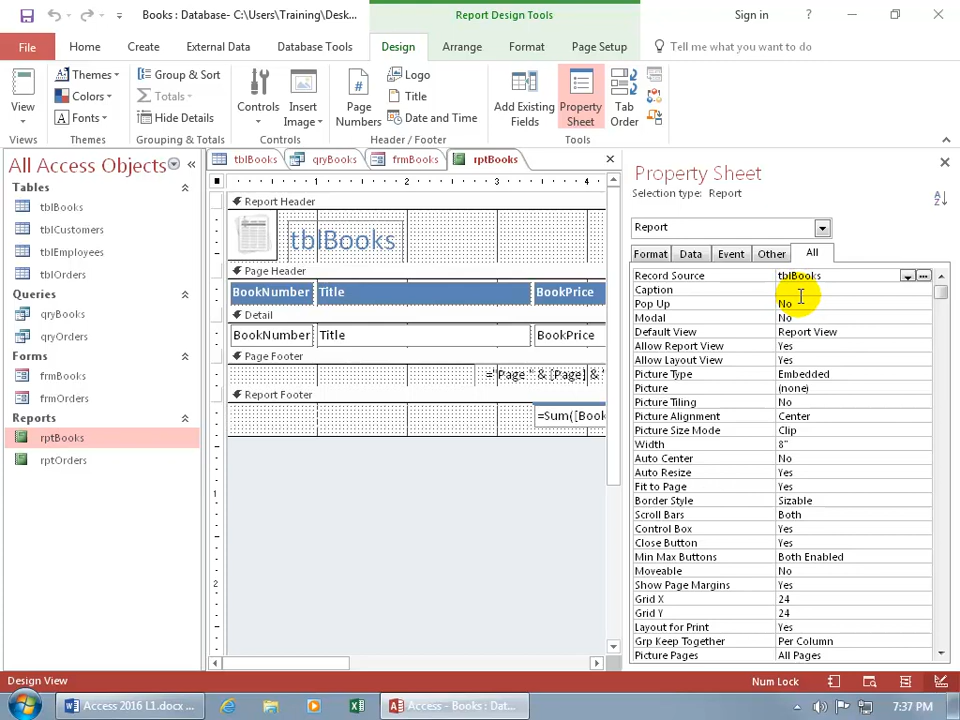 Books : Database- C:\Users\Training\Desk...
Report Design Tools
Sign in
?
File
Home
Create
External Data
Database Tools
Design
Arrange
Format
Page Setup
Tell me what you want to do
View
Views
Themes
Colors
Fonts
Themes
Group & Sort
Totals
Hide Details
Grouping & Totals
Controls
Insert Image
Controls
Page Numbers
Logo
Title
Date and Time
Header / Footer
Add Existing Fields
Property Sheet
Tab Order
Tools
All Access Objects
Tables
tblBooks
tblCustomers
tblEmployees
tblOrders
Queries
qryBooks
qryOrders
Forms
frmBooks
frmOrders
Reports
rptBooks
rptOrders
tblBooks
qryBooks
frmBooks
rptBooks
1 2 3 4
Report Header
tblBooks
Page Header
BookNumber Title BookPrice
Detail
BookNumber Title BookPrice
Page Footer
="Page " & [Page] & '
Report Footer
=Sum([Book
1
2
Property Sheet
Selection type: Report
Report
Format
Data
Event
Other
All
Record Source tblBooks
Caption
Pop Up No
Modal No
Default View Report View
Allow Report View Yes
Allow Layout View Yes
Picture Type Embedded
Picture (none)
Picture Tiling No
Picture Alignment Center
Picture Size Mode Clip
Width 8"
Auto Center No
Auto Resize Yes
Fit to Page Yes
Border Style Sizable
Scroll Bars Both
Control Box Yes
Close Button Yes
Min Max Buttons Both Enabled
Moveable No
Show Page Margins Yes
Grid X 24
Grid Y 24
Layout for Print Yes
Grp Keep Together Per Column
Picture Pages All Pages
Design View
Num Lock
Access 2016 L1.docx ...
Access - Books : Dat...
7:37 PM